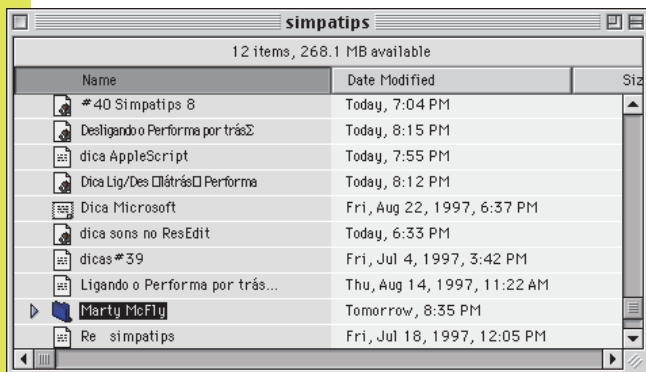 simpatips
12 items, 268.1 MB available
Name Date Modified Siz
#40 Simpatips 8 Today, 7:04 PM
Desligando o Performa por trásΣ Today, 8:15 PM
dica AppleScript Today, 7:55 PM
Dica Lig/Des □látrás□ Performa Today, 8:12 PM
Dica Microsoft Fri, Aug 22, 1997, 6:37 PM
dica sons no ResEdit Today, 6:33 PM
dicas#39 Fri, Jul 4, 1997, 3:42 PM
Ligando o Performa por trás... Thu, Aug 14, 1997, 11:22 AM
Marty McFly Tomorrow, 8:35 PM
Re simpatips Fri, Jul 18, 1997, 12:05 PM